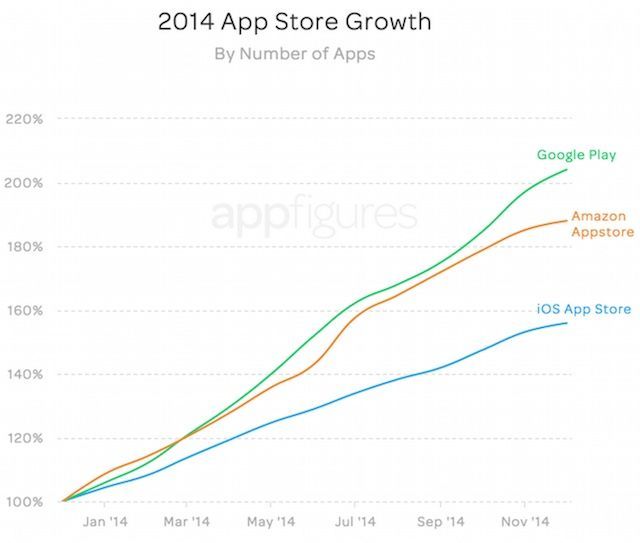 2014 App Store Growth
By Number of Apps
220%
Google Play
200%
appfigures
Amazon
Appstore
180%
iOS App Store
160%
140%
120%
100%
Jan '14 Mar '14 May '14 Jul '14 Sep '14 Nov '14